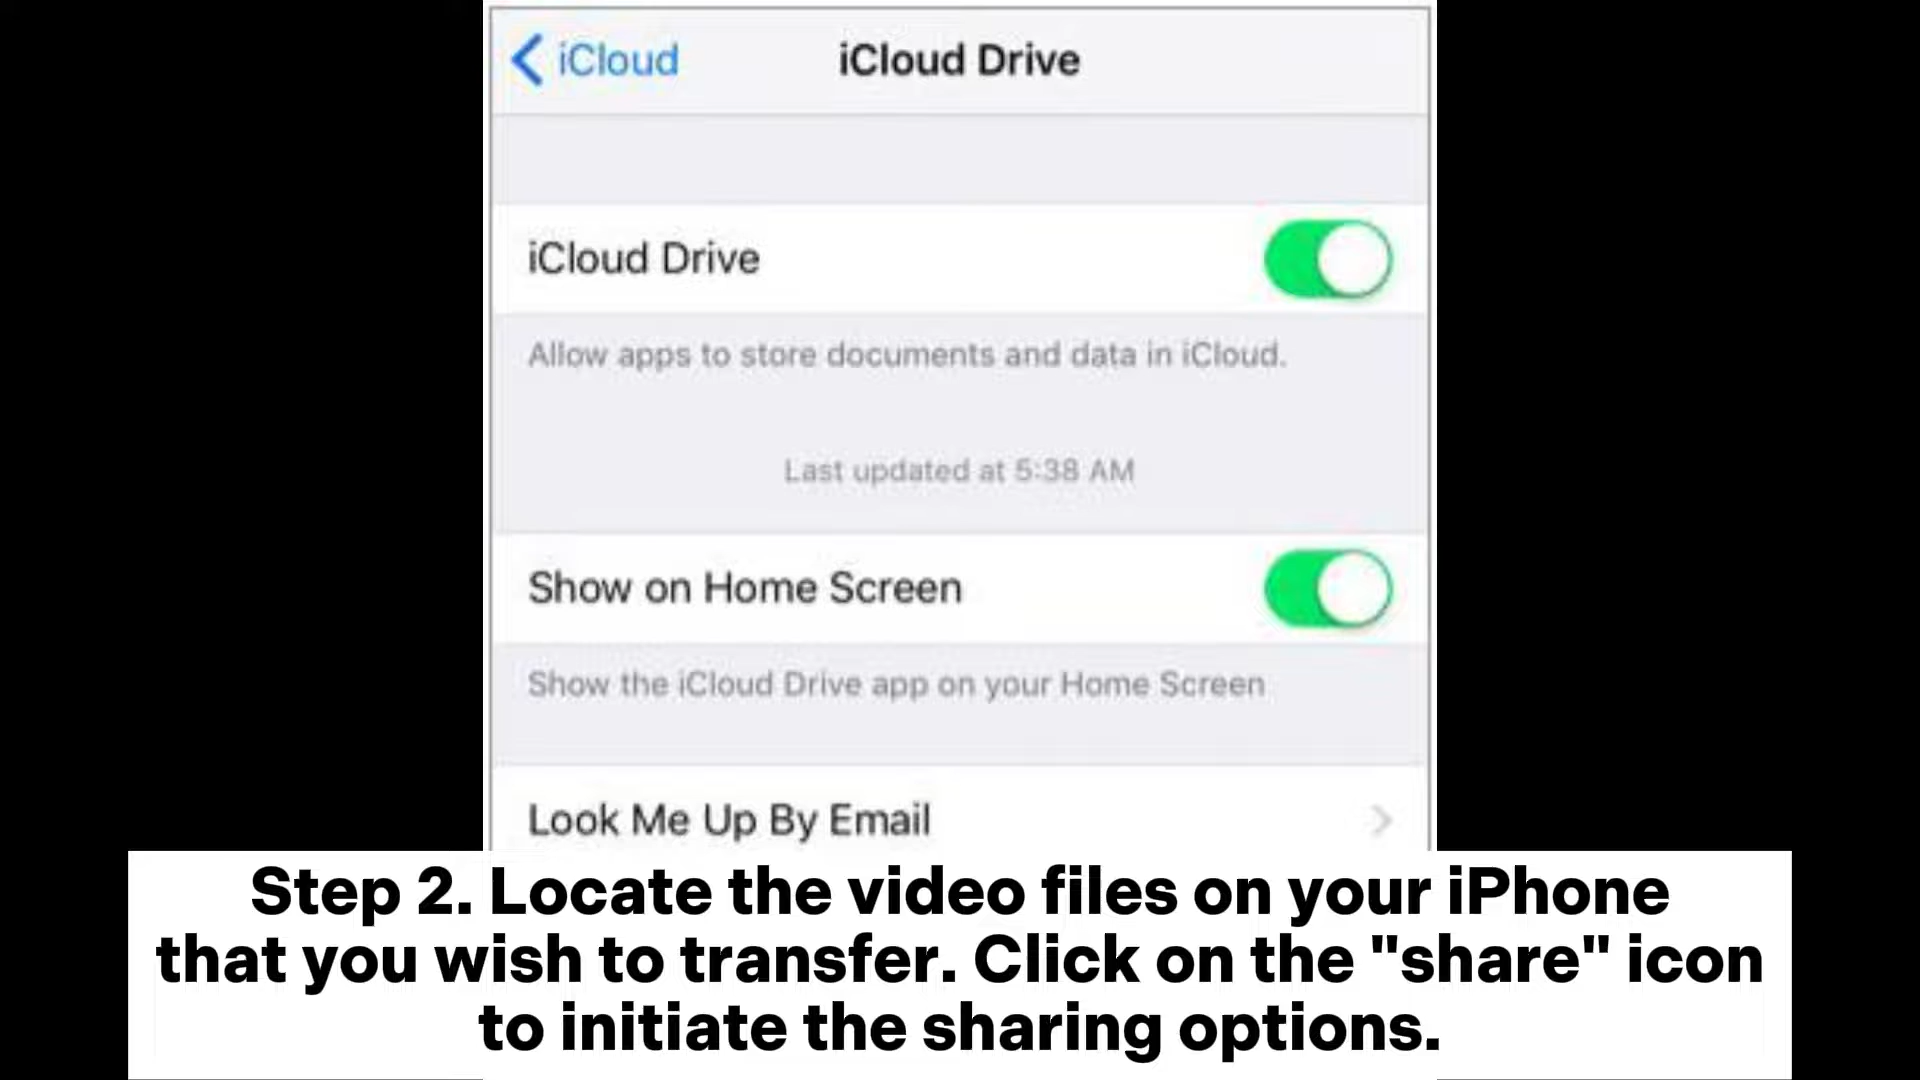 iCloud
iCloud Drive
iCloud Drive
Allow apps to store documents and data in iCloud.
Last updated at 5:38 AM
Show on Home Screen
Show the iCloud Drive app on your Home Screen
Look Me Up By Email
Step 2. Locate the video files on your iPhone
that you wish to transfer. Click on the "share" icon
to initiate the sharing options.